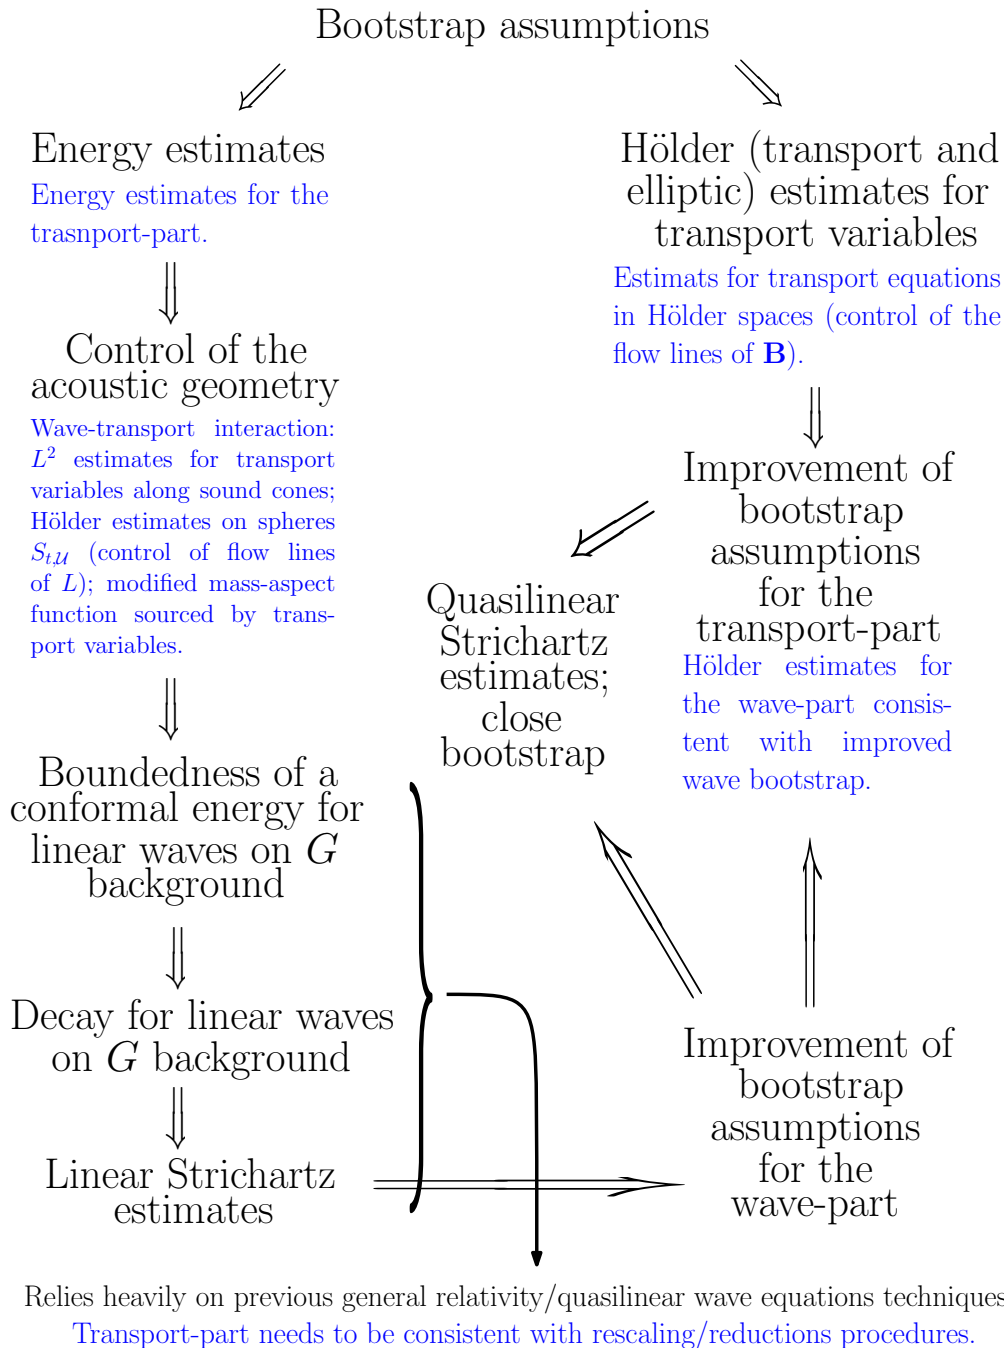 Bootstrap assumptions
Energy estimates
Energy estimates for the
trasnport-part.
Control of the
acoustic geometry
Wave-transport interaction:
L² estimates for transport
variables along sound cones;
Hölder estimates on spheres
S_{t,𝒰} (control of flow lines
of L); modified mass-aspect
function sourced by trans-
port variables.
Boundedness of a
conformal energy for
linear waves on G
background
Decay for linear waves
on G background
Linear Strichartz
estimates
Hölder (transport and
elliptic) estimates for
transport variables
Estimats for transport equations
in Hölder spaces (control of the
flow lines of B).
Improvement of
bootstrap
assumptions
for the
transport-part
Hölder estimates for
the wave-part consis-
tent with improved
wave bootstrap.
Quasilinear
Strichartz
estimates;
close
bootstrap
Improvement of
bootstrap
assumptions
for the
wave-part
Relies heavily on previous general relativity/quasilinear wave equations techniques
Transport-part needs to be consistent with rescaling/reductions procedures.